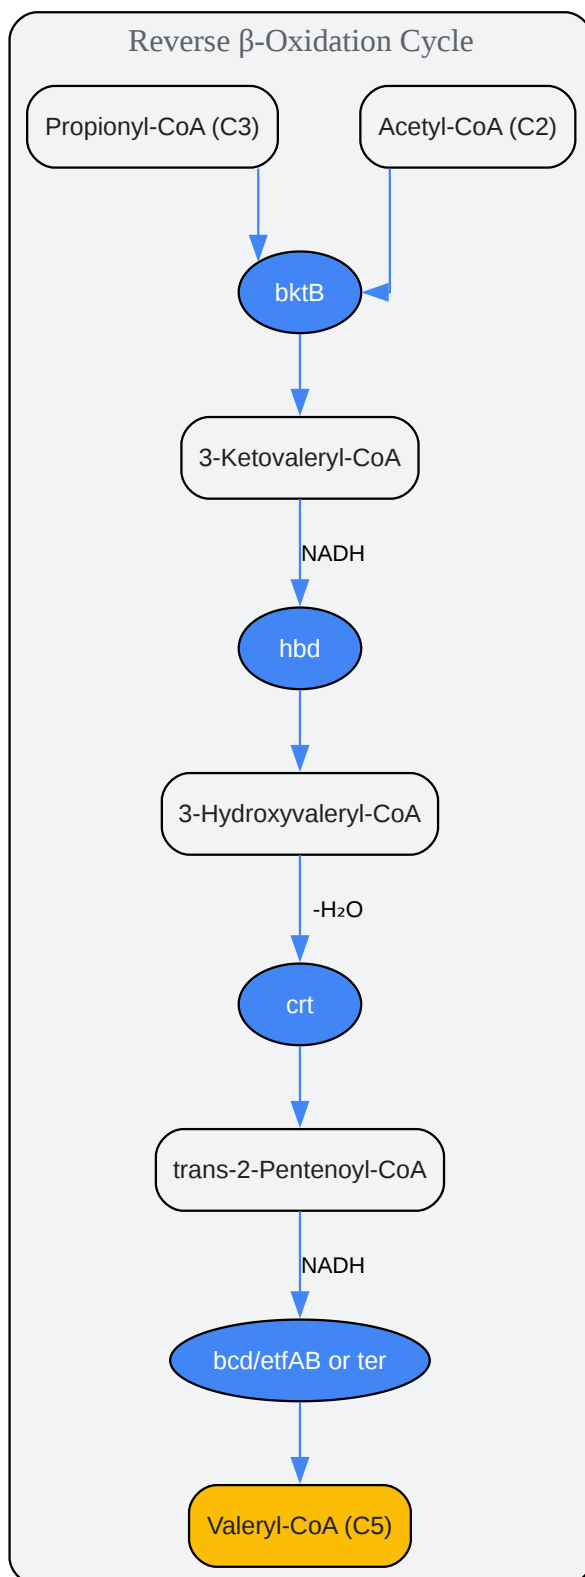 Reverse β-Oxidation Cycle
Propionyl-CoA (C3)
Acetyl-CoA (C2)
bktB
3-Ketovaleryl-CoA
NADH
hbd
3-Hydroxyvaleryl-CoA
-H₂O
crt
trans-2-Pentenoyl-CoA
NADH
bcd/etfAB or ter
Valeryl-CoA (C5)